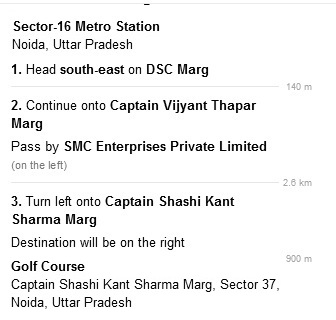 Sector-16 Metro Station
Noida, Uttar Pradesh
1. Head south-east on DSC Marg
140 m
2. Continue onto Captain Vijyant Thapar
Marg
Pass by SMC Enterprises Private Limited
(on the left)
2.6 km
3. Turn left onto Captain Shashi Kant
Sharma Marg
Destination will be on the right
900 m
Golf Course
Captain Shashi Kant Sharma Marg, Sector 37,
Noida, Uttar Pradesh